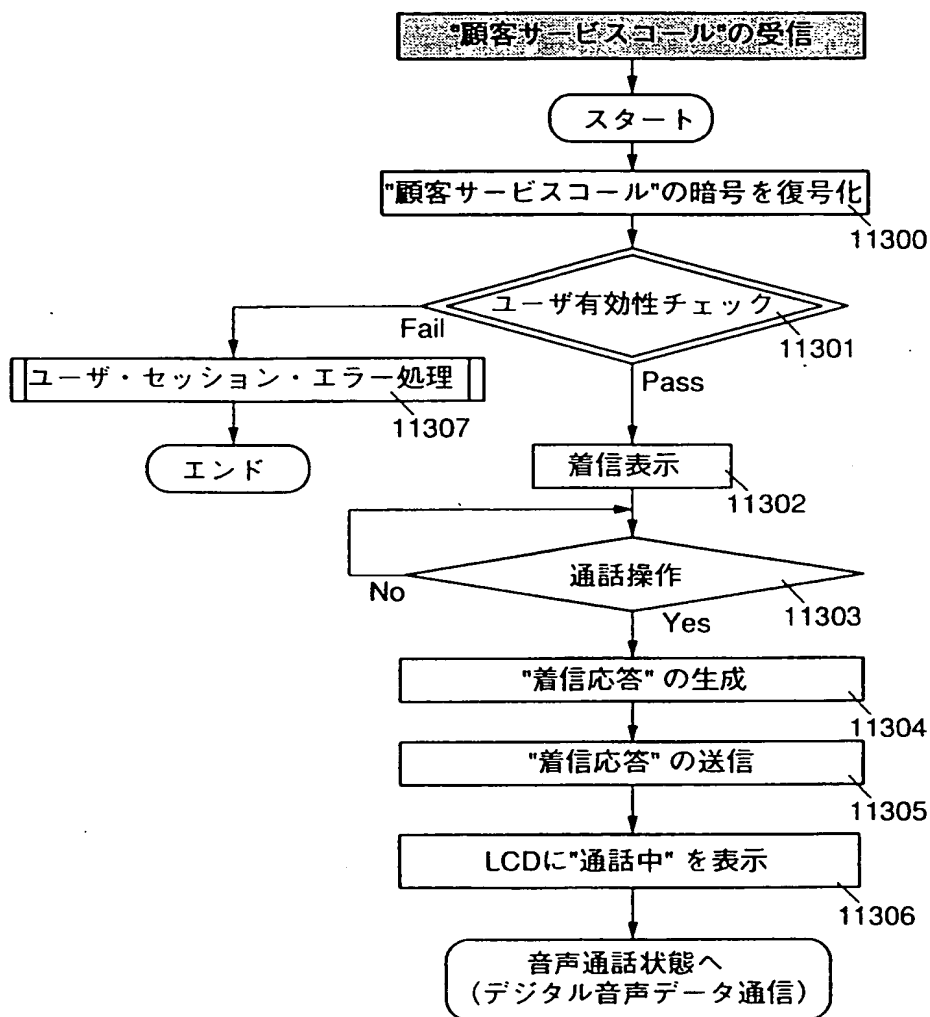 "顧客サービスコール"の受信
スタート
"顧客サービスコール"の暗号を復号化
11300
ユーザ有効性チェック
11301
Fail
Pass
ユーザ・セッション・エラー処理
11307
エンド
着信表示
11302
通話操作
11303
No
Yes
"着信応答" の生成
11304
"着信応答" の送信
11305
LCDに"通話中" を表示
11306
音声通話状態へ
(デジタル音声データ通信)